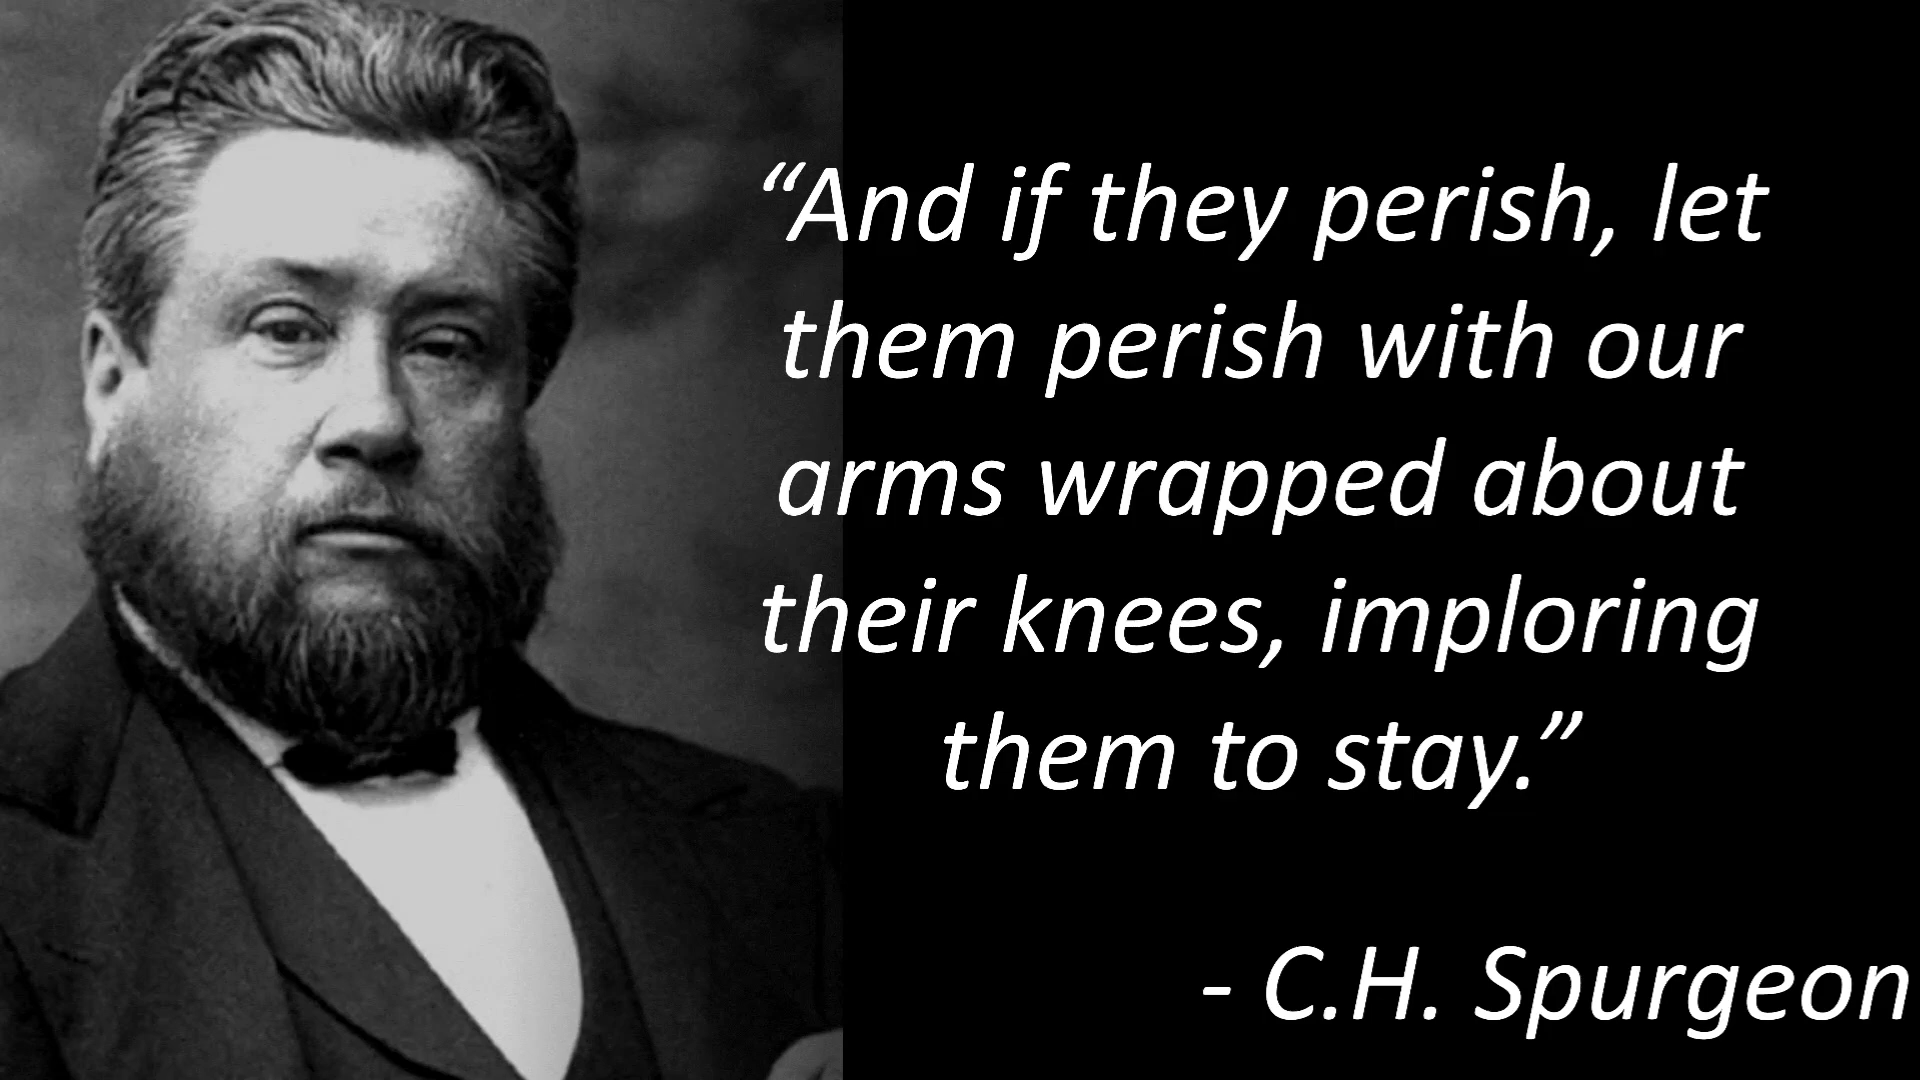 “And if they perish, let
them perish with our
arms wrapped about
their knees, imploring
them to stay.”
- C.H. Spurgeon